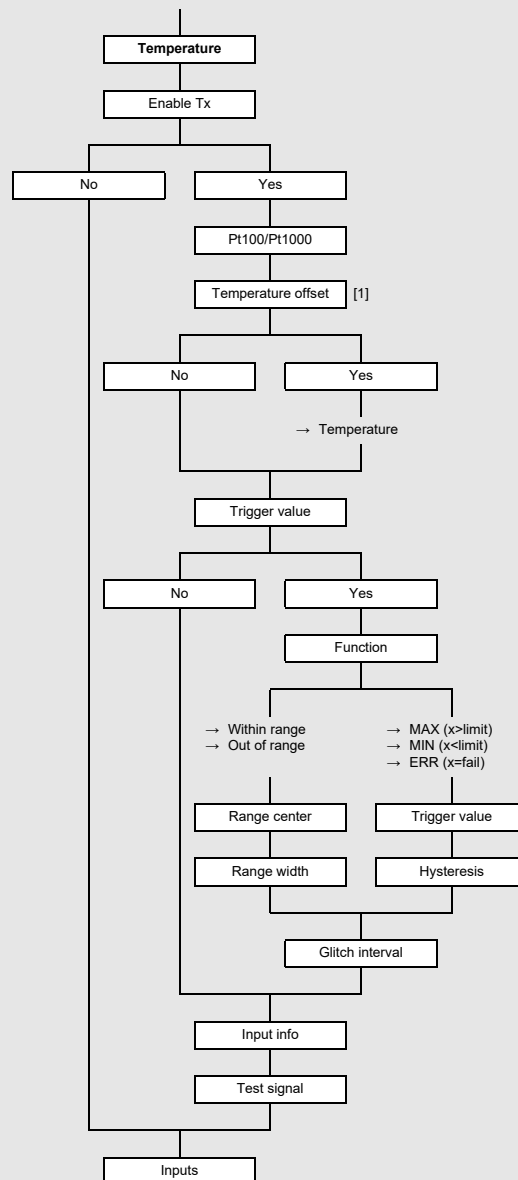 Temperature
Enable Tx
No
Yes
Pt100/Pt1000
Temperature offset [1]
No
Yes
→ Temperature
Trigger value
No
Yes
Function
→ Within range
→ Out of range
→ MAX (x>limit)
→ MIN (x<limit)
→ ERR (x=fail)
Range center
Trigger value
Range width
Hysteresis
Glitch interval
Input info
Test signal
Inputs